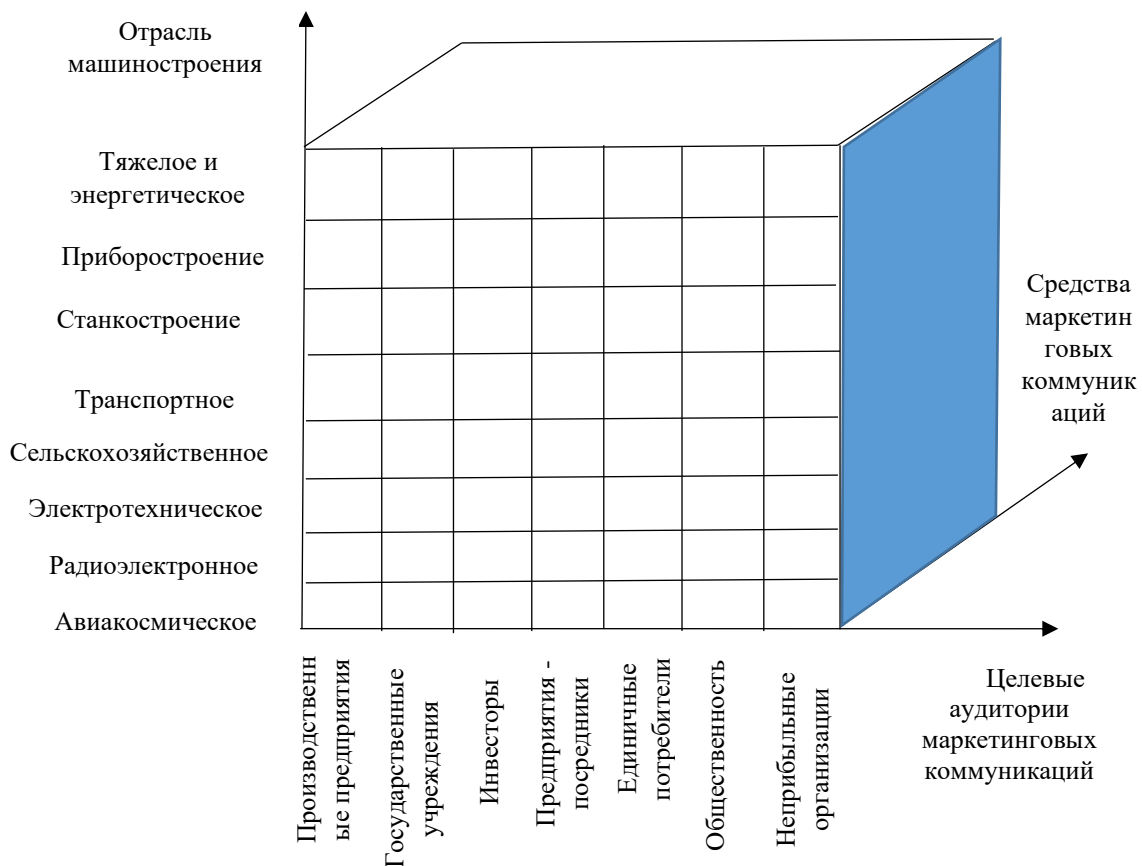 Отрасль
машиностроения
Тяжелое и
энергетическое
Приборостроение
Станкостроение
Транспортное
Сельскохозяйственное
Электротехническое
Радиоэлектронное
Авиакосмическое
Средства
маркетин
говых
коммуник
аций
Производственн
ые предприятия
Государственные
учреждения
Инвесторы
Предприятия -
посредники
Единичные
потребители
Общественность
Неприбыльные
организации
Целевые
аудитории
маркетинговых
коммуникаций